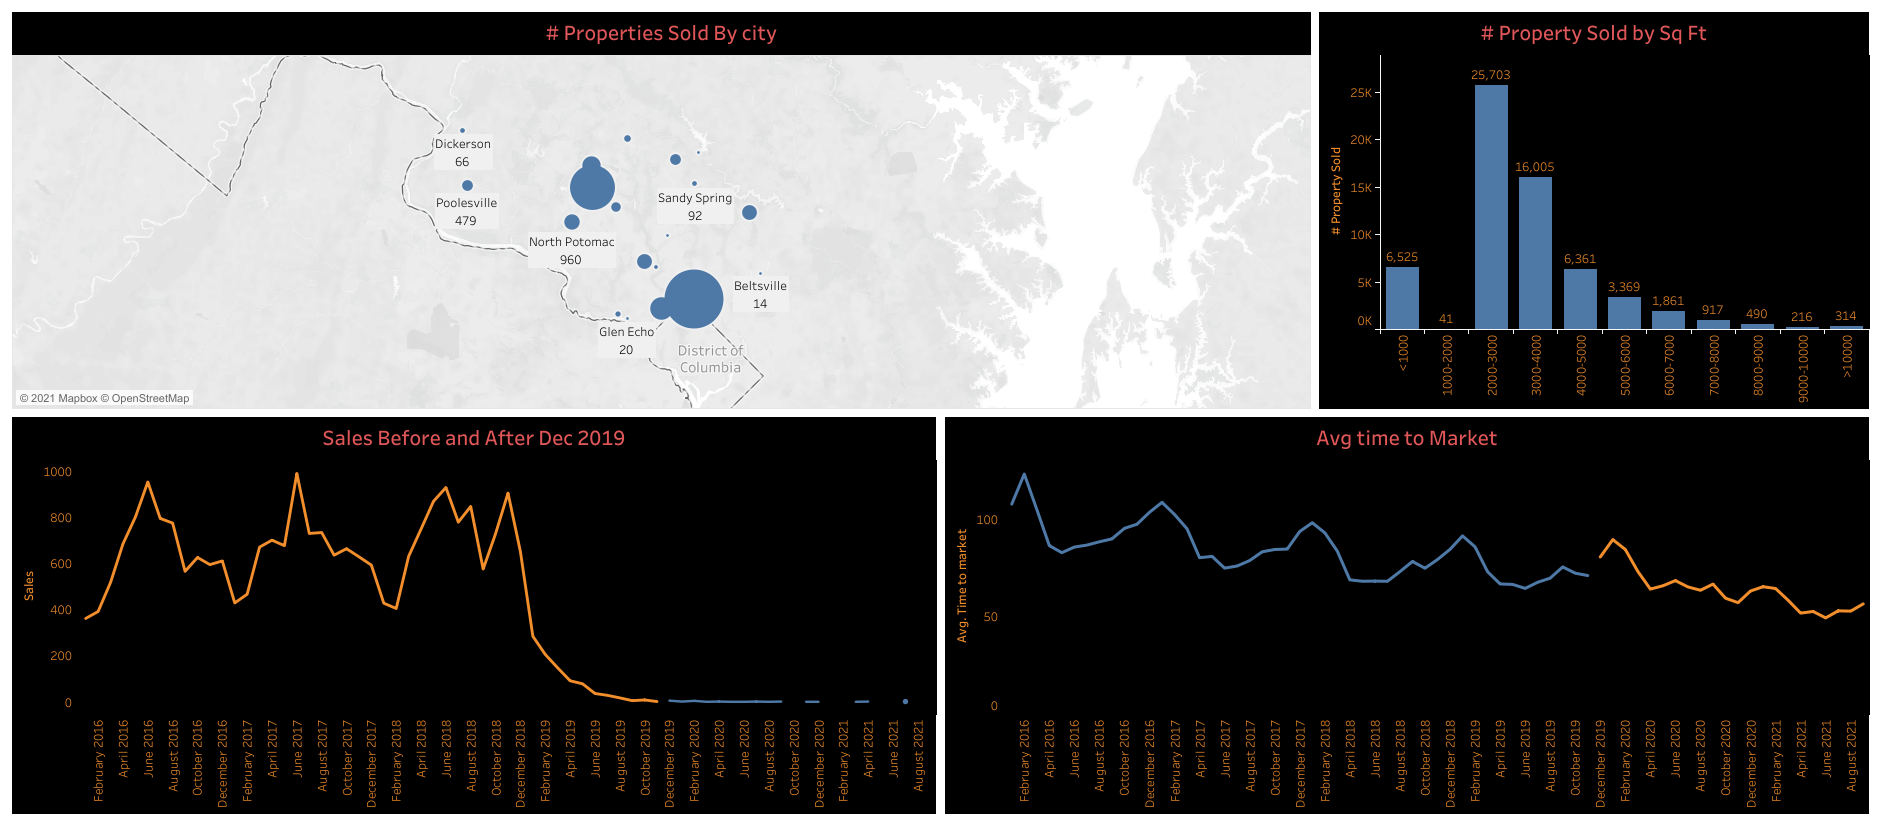 # Properties Sold By city
Dickerson
66
Poolesville
479
North Potomac
960
Sandy Spring
92
Beltsville
14
Glen Echo
20
District of
Columbia
© 2021 Mapbox © OpenStreetMap
# Property Sold by Sq Ft
# Property Sold
25K
20K
15K
10K
5K
0K
6,525
41
25,703
16,005
6,361
3,369
1,861
917
490
216
314
<1000
1000-2000
2000-3000
3000-4000
4000-5000
5000-6000
6000-7000
7000-8000
8000-9000
9000-10000
>10000
Sales Before and After Dec 2019
Sales
1000
800
600
400
200
0
February 2016
April 2016
June 2016
August 2016
October 2016
December 2016
February 2017
April 2017
June 2017
August 2017
October 2017
December 2017
February 2018
April 2018
June 2018
August 2018
October 2018
December 2018
February 2019
April 2019
June 2019
August 2019
October 2019
December 2019
February 2020
April 2020
June 2020
August 2020
October 2020
December 2020
February 2021
April 2021
June 2021
August 2021
Avg time to Market
Avg. Time to market
100
50
0
February 2016
April 2016
June 2016
August 2016
October 2016
December 2016
February 2017
April 2017
June 2017
August 2017
October 2017
December 2017
February 2018
April 2018
June 2018
August 2018
October 2018
December 2018
February 2019
April 2019
June 2019
August 2019
October 2019
December 2019
February 2020
April 2020
June 2020
August 2020
October 2020
December 2020
February 2021
April 2021
June 2021
August 2021